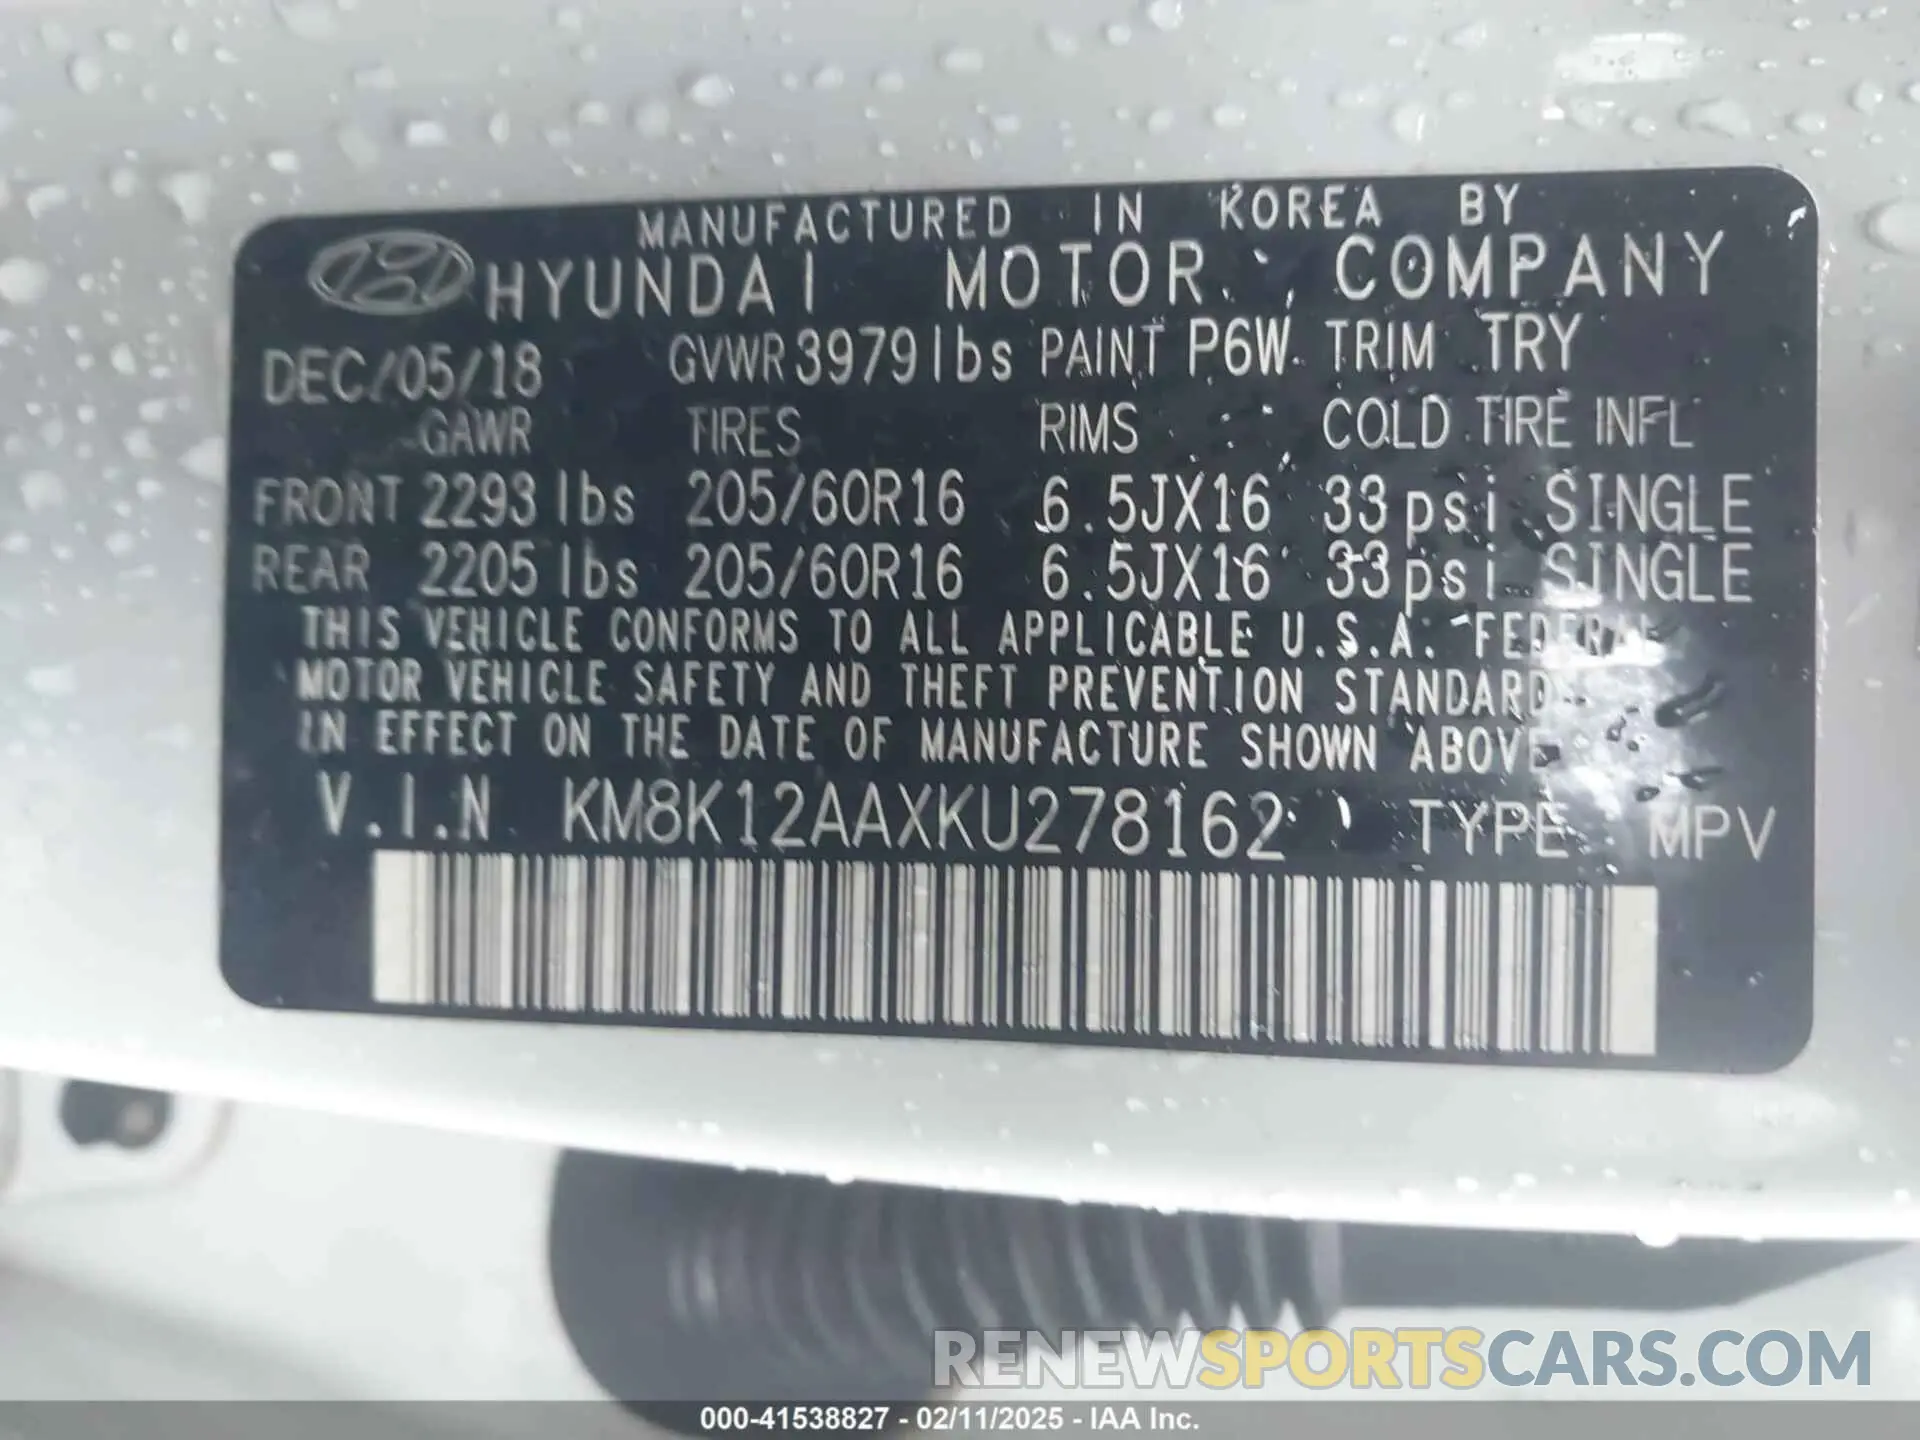 MANUFACTURED IN KOREA BY
HYUNDAI MOTOR COMPANY
DEC/05/18 GVWR 3979lbs PAINT P6W TRIM TRY
GAWR TIRES RIMS COLD TIRE INFL
FRONT 2293 lbs 205/60R16 6.5JX16 33psi SINGLE
REAR 2205 lbs 205/60R16 6.5JX16 33psi SINGLE
THIS VEHICLE CONFORMS TO ALL APPLICABLE U.S.A. FEDERAL
MOTOR VEHICLE SAFETY AND THEFT PREVENTION STANDARDS
IN EFFECT ON THE DATE OF MANUFACTURE SHOWN ABOVE
V.I.N KM8K12AAXKU278162 TYPE MPV
RENEWSPORTSCARS.COM
000-41538827 - 02/11/2025 - IAA Inc.